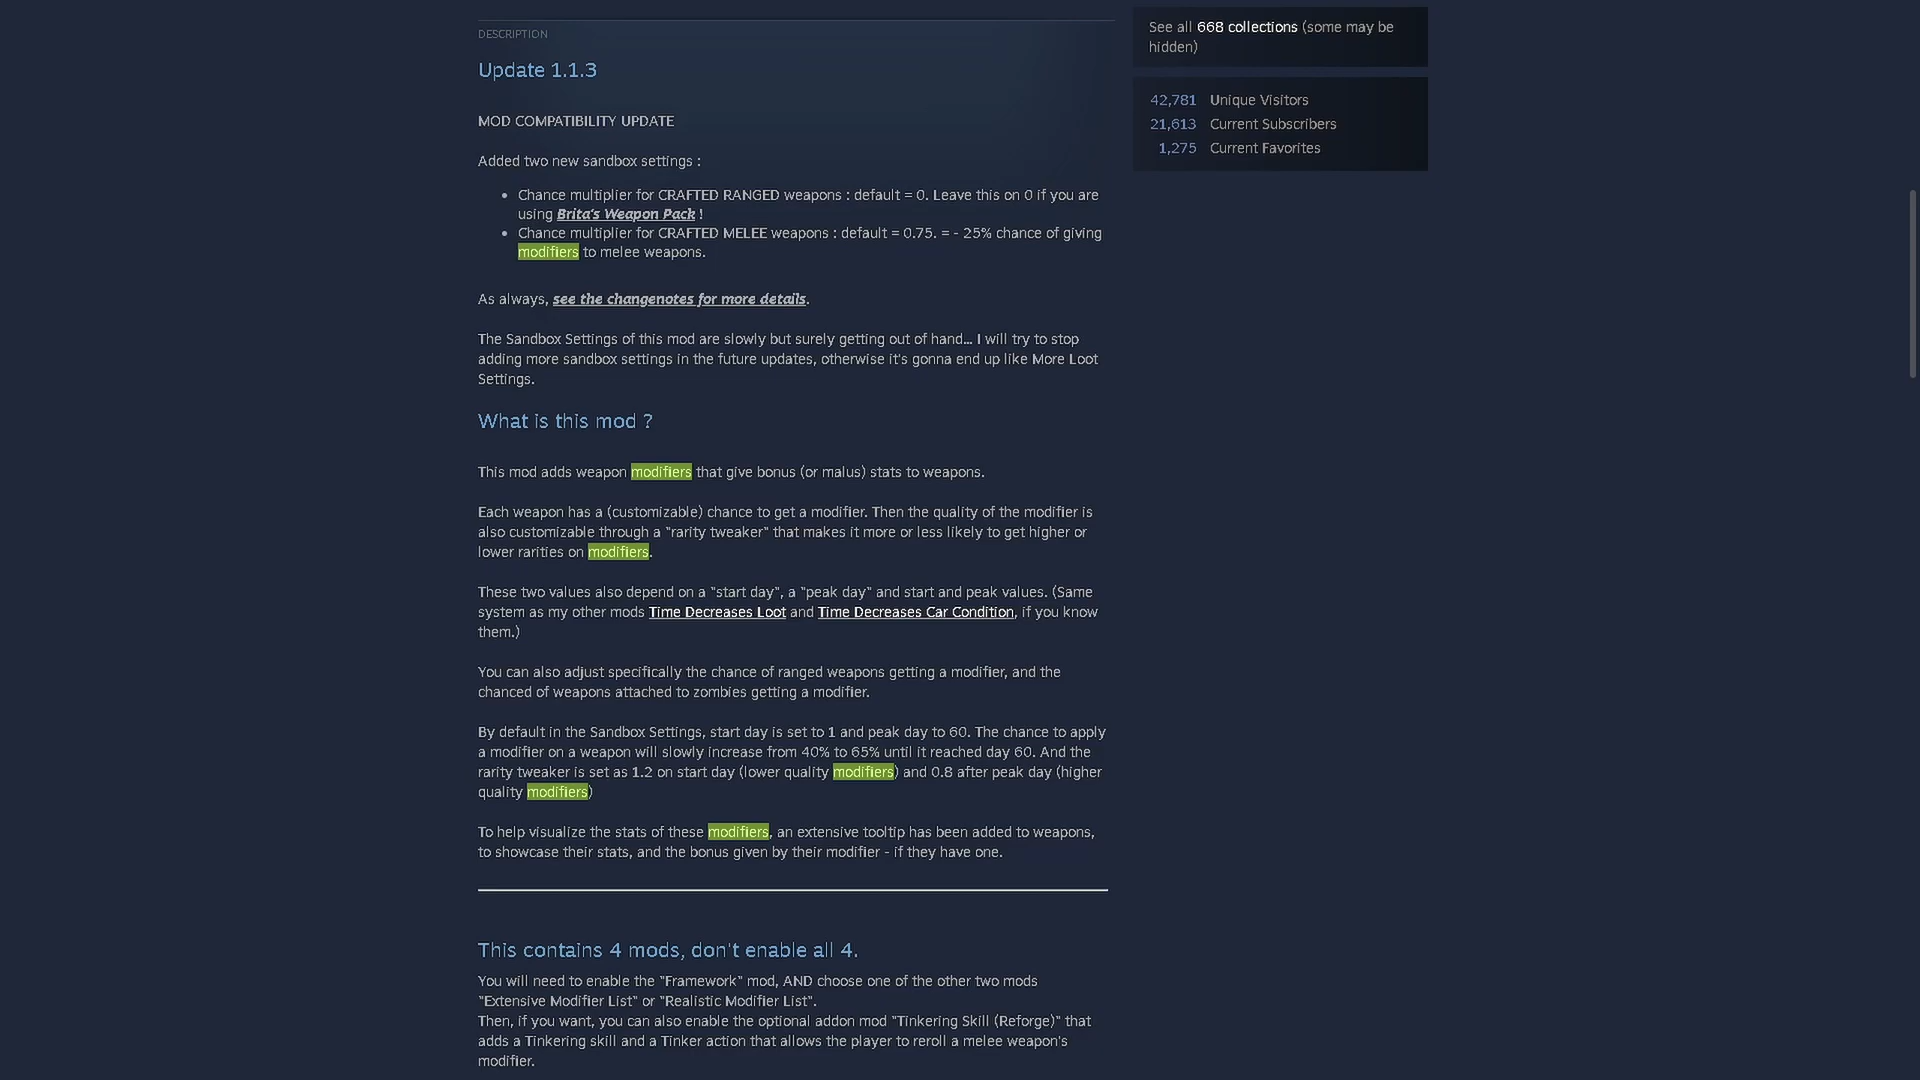 DESCRIPTION
Update 1.1.3
MOD COMPATIBILITY UPDATE
Added two new sandbox settings :
Chance multiplier for CRAFTED RANGED weapons : default = 0. Leave this on 0 if you are
using Brita's Weapon Pack !
Chance multiplier for CRAFTED MELEE weapons : default = 0.75. = - 25% chance of giving
modifiers to melee weapons.
As always, see the changenotes for more details.
The Sandbox Settings of this mod are slowly but surely getting out of hand... I will try to stop
adding more sandbox settings in the future updates, otherwise it's gonna end up like More Loot
Settings.
What is this mod ?
This mod adds weapon modifiers that give bonus (or malus) stats to weapons.
Each weapon has a (customizable) chance to get a modifier. Then the quality of the modifier is
also customizable through a "rarity tweaker" that makes it more or less likely to get higher or
lower rarities on modifiers.
These two values also depend on a "start day", a "peak day" and start and peak values. (Same
system as my other mods Time Decreases Loot and Time Decreases Car Condition, if you know
them.)
You can also adjust specifically the chance of ranged weapons getting a modifier, and the
chanced of weapons attached to zombies getting a modifier.
By default in the Sandbox Settings, start day is set to 1 and peak day to 60. The chance to apply
a modifier on a weapon will slowly increase from 40% to 65% until it reached day 60. And the
rarity tweaker is set as 1.2 on start day (lower quality modifiers) and 0.8 after peak day (higher
quality modifiers)
To help visualize the stats of these modifiers, an extensive tooltip has been added to weapons,
to showcase their stats, and the bonus given by their modifier - if they have one.
This contains 4 mods, don't enable all 4.
You will need to enable the "Framework" mod, AND choose one of the other two mods
"Extensive Modifier List" or "Realistic Modifier List".
Then, if you want, you can also enable the optional addon mod "Tinkering Skill (Reforge)" that
adds a Tinkering skill and a Tinker action that allows the player to reroll a melee weapon's
modifier.
See all 668 collections (some may be
hidden)
42,781 Unique Visitors
21,613 Current Subscribers
1,275 Current Favorites